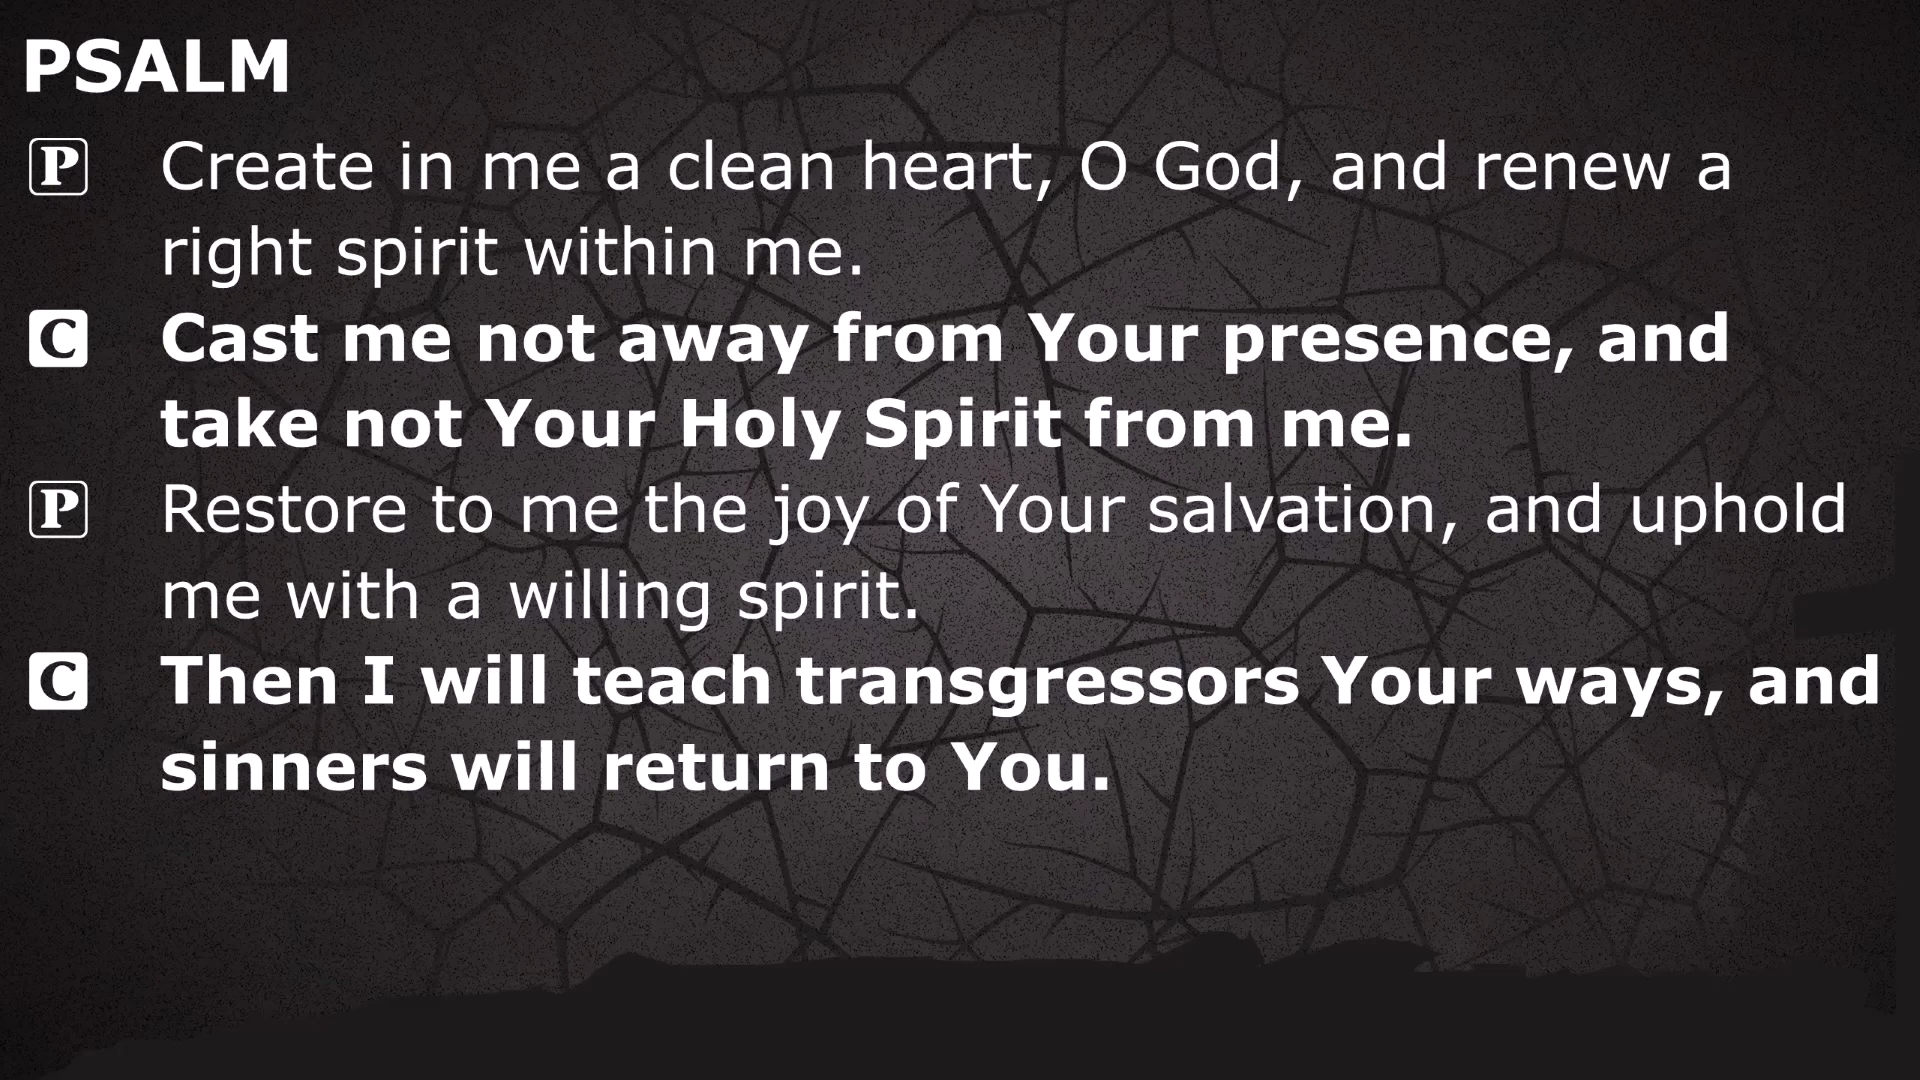 PSALM
P Create in me a clean heart, O God, and renew a
right spirit within me.
C Cast me not away from Your presence, and
take not Your Holy Spirit from me.
P Restore to me the joy of Your salvation, and uphold
me with a willing spirit.
C Then I will teach transgressors Your ways, and
sinners will return to You.